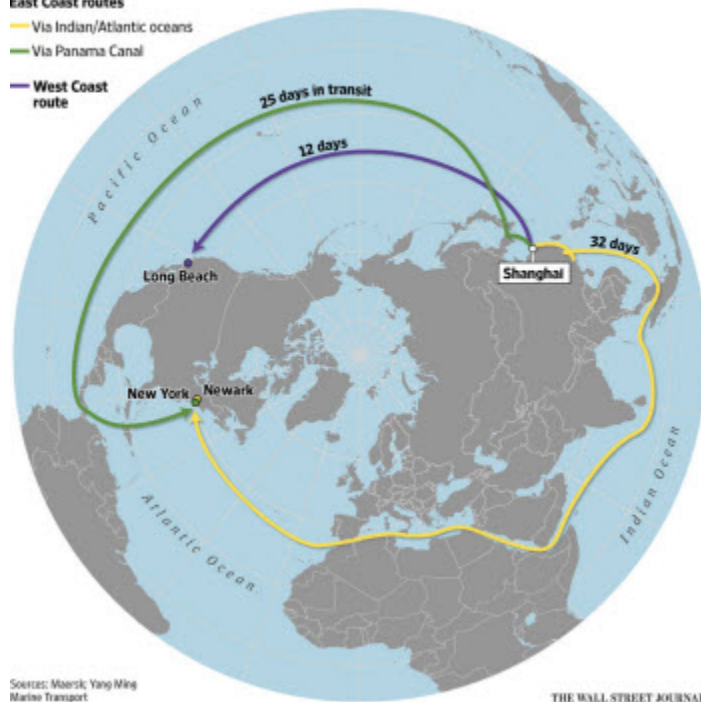 East Coast routes
Via Indian/Atlantic oceans
Via Panama Canal
West Coast
route
25 days in transit
12 days
Pacific Ocean
32 days
Long Beach
Shanghai
New York
Newark
Indian Ocean
Atlantic Ocean
Sources: Maersk; Yang Ming
Marine Transport
THE WALL STREET JOURNAL